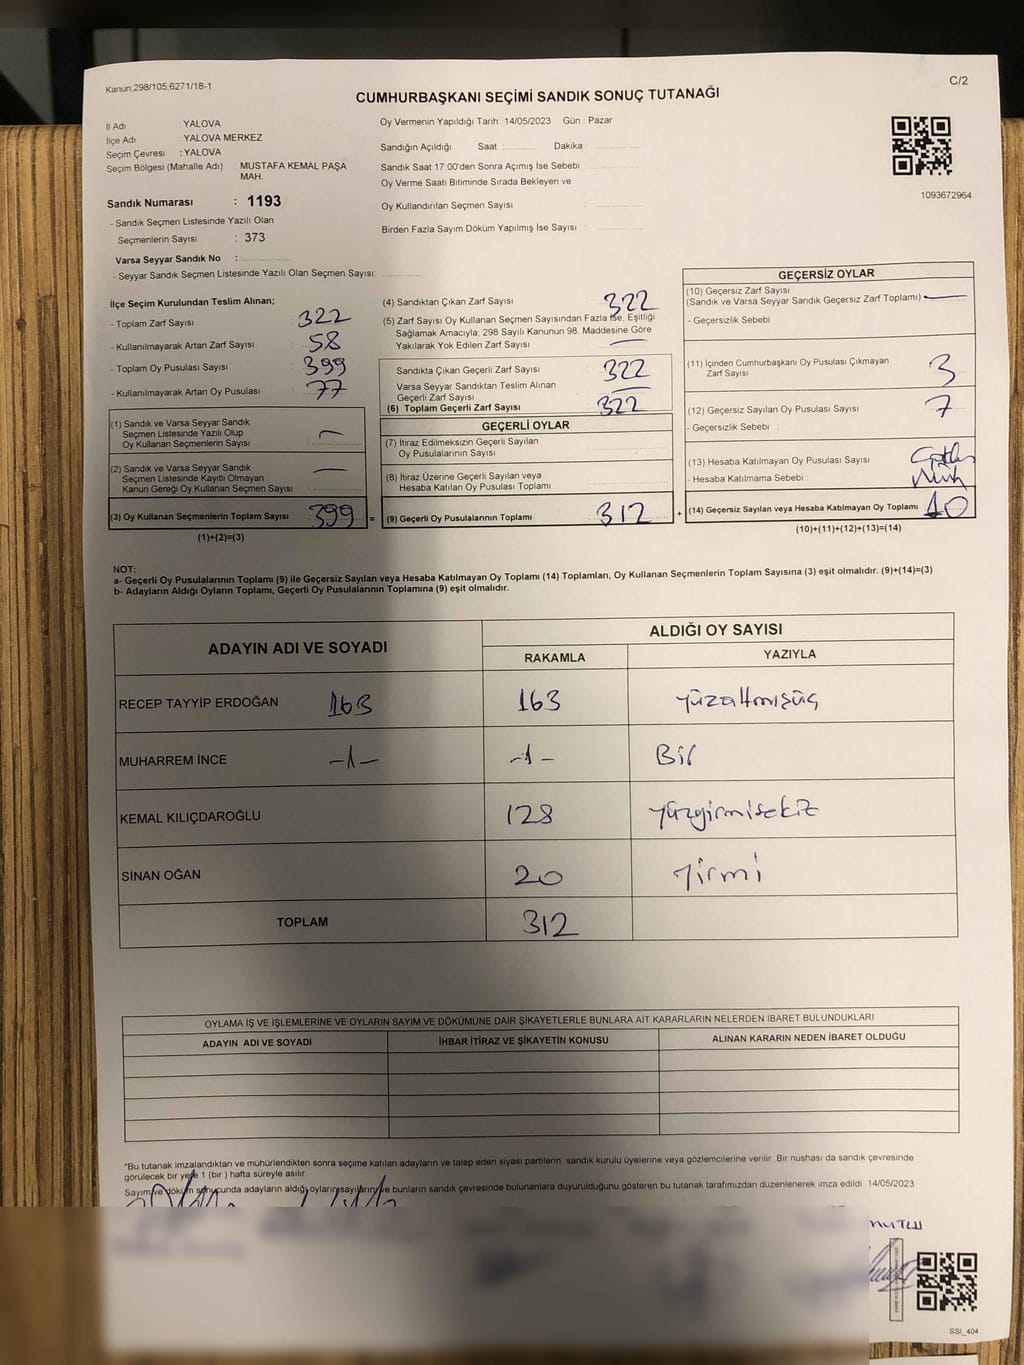 Kanun:298/105,6271/18-1
C/2
CUMHURBAŞKANI SEÇİMİ SANDIK SONUÇ TUTANAĞI
İl Adı YALOVA
İlçe Adı : YALOVA MERKEZ
Seçim Çevresi : YALOVA
Seçim Bölgesi (Mahalle Adı) : MUSTAFA KEMAL PAŞA
MAH.
Sandık Numarası : 1193
- Sandık Seçmen Listesinde Yazılı Olan
Seçmenlerin Sayısı : 373
Varsa Seyyar Sandık No :
- Seyyar Sandık Seçmen Listesinde Yazılı Olan Seçmen Sayısı:
Oy Vermenin Yapıldığı Tarih 14/05/2023 Gün : Pazar
Sandığın Açıldığı Saat : Dakika :
Sandık Saat 17:00'den Sonra Açımış İse Sebebi
Oy Verme Saati Bitiminde Sırada Bekleyen ve
Oy Kullandırılan Seçmen Sayısı :
Birden Fazla Sayım Döküm Yapılmış İse Sayısı :
1093672964
İlçe Seçim Kurulundan Teslim Alınan;
- Toplam Zarf Sayısı : 322
- Kullanılmayarak Artan Zarf Sayısı : 58
- Toplam Oy Pusulası Sayısı : 399
- Kullanılmayarak Artan Oy Pusulası : 77
(1) Sandık ve Varsa Seyyar Sandık
Seçmen Listesinde Yazılı Olup
Oy Kullanan Seçmenlerin Sayısı : —
(2) Sandık ve Varsa Seyyar Sandık
Seçmen Listesinde Kayıtlı Olmayan
Kanun Gereği Oy Kullanan Seçmen Sayısı : —
(3) Oy Kullanan Seçmenlerin Toplam Sayısı : 399 =
(1)+(2)=(3)
(4) Sandıktan Çıkan Zarf Sayısı : 322
(5) Zarf Sayısı Oy Kullanan Seçmen Sayısından Fazla İse, Eşitliği
Sağlamak Amacıyla, 298 Sayılı Kanunun 98. Maddesine Göre
Yakılarak Yok Edilen Zarf Sayısı : —
Sandıkta Çıkan Geçerli Zarf Sayısı : 322
Varsa Seyyar Sandıktan Teslim Alınan
Geçerli Zarf Sayısı : —
(6) Toplam Geçerli Zarf Sayısı : 322
GEÇERLİ OYLAR
(7) İtiraz Edilmeksizin Geçerli Sayılan
Oy Pusulalarının Sayısı :
(8) İtiraz Üzerine Geçerli Sayılan veya
Hesaba Katılan Oy Pusulası Toplamı :
(9) Geçerli Oy Pusulalarının Toplamı : 312 +
GEÇERSİZ OYLAR
(10) Geçersiz Zarf Sayısı
(Sandık ve Varsa Seyyar Sandık Geçersiz Zarf Toplamı) : —
- Geçersizlik Sebebi
(11) İçinden Cumhurbaşkanı Oy Pusulası Çıkmayan
Zarf Sayısı : 3
(12) Geçersiz Sayılan Oy Pusulası Sayısı : 7
- Geçersizlik Sebebi :
(13) Hesaba Katılmayan Oy Pusulası Sayısı :
- Hesaba Katılmama Sebebi :
(14) Geçersiz Sayılan veya Hesaba Katılmayan Oy Toplamı : 10
(10)+(11)+(12)+(13)=(14)
NOT:
a- Geçerli Oy Pusulalarının Toplamı (9) ile Geçersiz Sayılan veya Hesaba Katılmayan Oy Toplamı (14) Toplamları, Oy Kullanan Seçmenlerin Toplam Sayısına (3) eşit olmalıdır. (9)+(14)=(3)
b- Adayların Aldığı Oyların Toplamı, Geçerli Oy Pusulalarının Toplamına (9) eşit olmalıdır.
ADAYIN ADI VE SOYADI ALDIĞI OY SAYISI
RAKAMLA YAZIYLA
RECEP TAYYİP ERDOĞAN 163 163 yüzaltmışüç
MUHARREM İNCE -1- -1- Bir
KEMAL KILIÇDAROĞLU 128 yüzyirmisekiz
SİNAN OĞAN 20 yirmi
TOPLAM 312
OYLAMA İŞ VE İŞLEMLERİNE VE OYLARIN SAYIM VE DÖKÜMÜNE DAİR ŞİKAYETLERLE BUNLARA AİT KARARLARIN NELERDEN İBARET BULUNDUKLARI
ADAYIN ADI VE SOYADI İHBAR İTİRAZ VE ŞİKAYETİN KONUSU ALINAN KARARIN NEDEN İBARET OLDUĞU
*Bu tutanak imzalandıktan ve mühürlendikten sonra seçime katılan adayların ve talep eden siyasi partilerin sandık kurulu üyelerine veya gözlemcilerine verilir. Bir nüshası da sandık çevresinde
görülecek bir yere 1 (bir ) hafta süreyle asılır.
Sayım ve döküm sonucunda adayların aldığı oyların sayılarını ve bunların sandık çevresinde bulunanlara duyurulduğunu gösteren bu tutanak tarafımızdan düzenlenerek imza edildi 14/05/2023
SSI_404